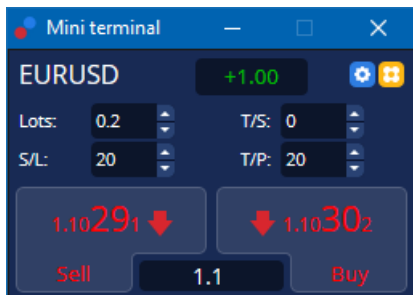 Mini terminal
EURUSD +1.00
Lots: 0.2 T/S: 0
S/L: 20 T/P: 20
1.10291 1.10302
Sell 1.1 Buy